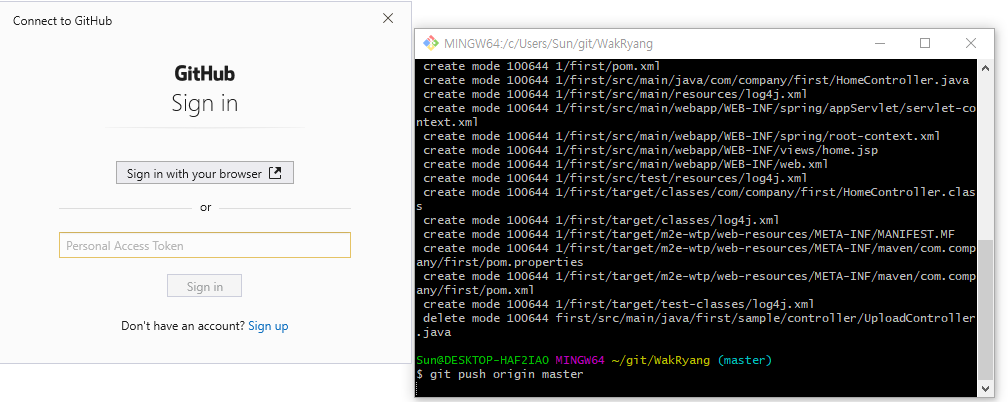 Connect to GitHub
GitHub
Sign in
Sign in with your browser
or
Personal Access Token
Sign in
Don't have an account? Sign up
MINGW64:/c/Users/Sun/git/WakRyang
create mode 100644 1/first/pom.xml
create mode 100644 1/first/src/main/java/com/company/first/HomeController.java
create mode 100644 1/first/src/main/resources/log4j.xml
create mode 100644 1/first/src/main/webapp/WEB-INF/spring/appServlet/servlet-co
ntext.xml
create mode 100644 1/first/src/main/webapp/WEB-INF/spring/root-context.xml
create mode 100644 1/first/src/main/webapp/WEB-INF/views/home.jsp
create mode 100644 1/first/src/main/webapp/WEB-INF/web.xml
create mode 100644 1/first/src/test/resources/log4j.xml
create mode 100644 1/first/target/classes/com/company/first/HomeController.clas
s
create mode 100644 1/first/target/classes/log4j.xml
create mode 100644 1/first/target/m2e-wtp/web-resources/META-INF/MANIFEST.MF
create mode 100644 1/first/target/m2e-wtp/web-resources/META-INF/maven/com.comp
any/first/pom.properties
create mode 100644 1/first/target/m2e-wtp/web-resources/META-INF/maven/com.comp
any/first/pom.xml
create mode 100644 1/first/target/test-classes/log4j.xml
delete mode 100644 first/src/main/java/first/sample/controller/UploadController
.java
Sun@DESKTOP-HAF2IAO MINGW64 ~/git/WakRyang (master)
$ git push origin master